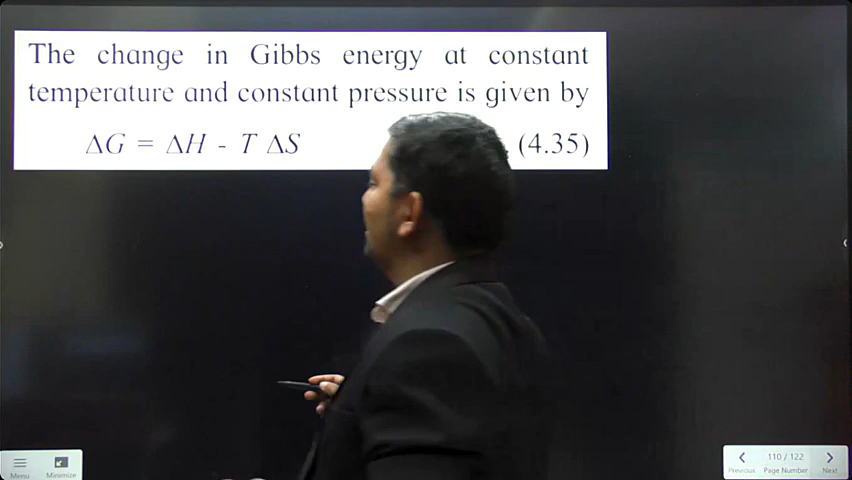 The change in Gibbs energy at constant
temperature and constant pressure is given by
ΔG = ΔH - T ΔS (4.35)
Menu Minimize
110 / 122
Previous Page Number Next